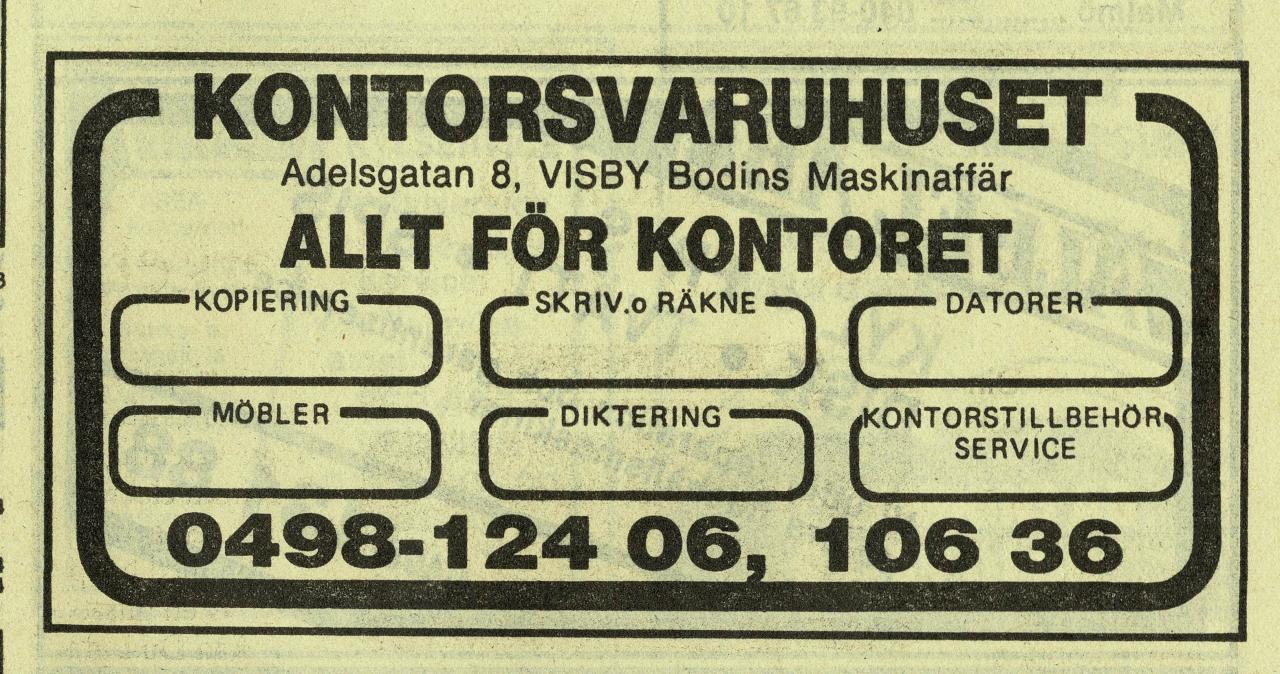 KONTORSVARUHUSET
Adelsgatan 8, VISBY Bodins Maskinaffär
ALLT FÖR KONTORET
KOPIERING SKRIV.o RÄKNE DATORER
MÖBLER DIKTERING KONTORSTILLBEHÖR
SERVICE
0498-124 06, 106 36